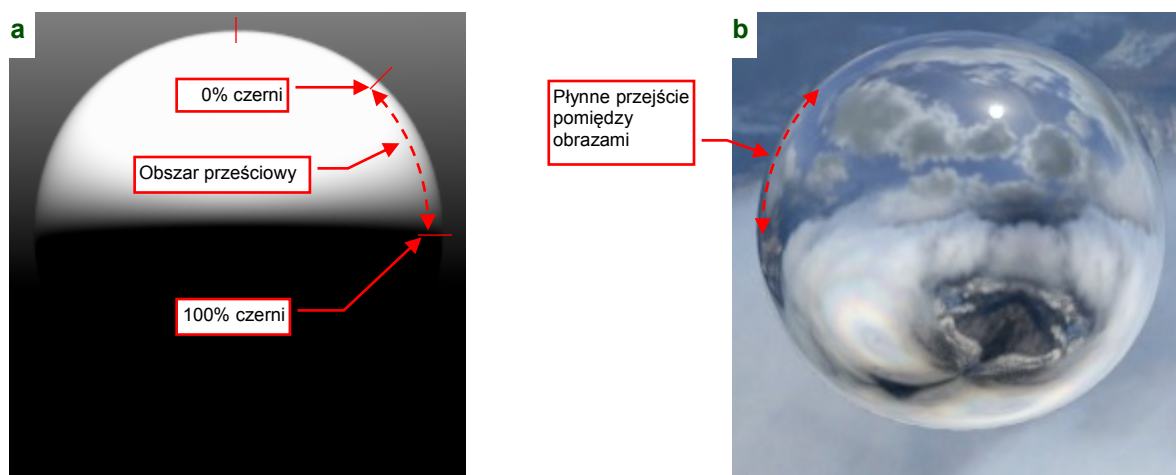 a
0% czerni
Obszar prześciowy
100% czerni
b
Płynne przejście
pomiędzy
obrazami